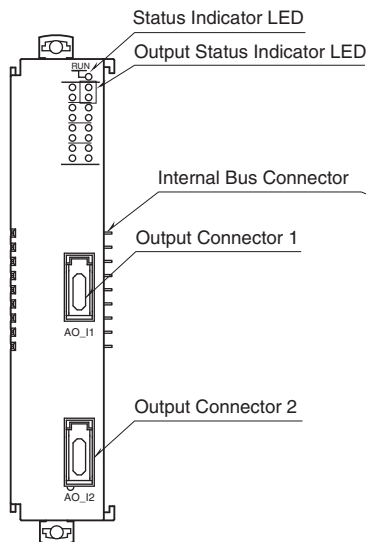 Status Indicator LED
RUN
Output Status Indicator LED
Internal Bus Connector
Output Connector 1
AO_I1
Output Connector 2
AO_I2